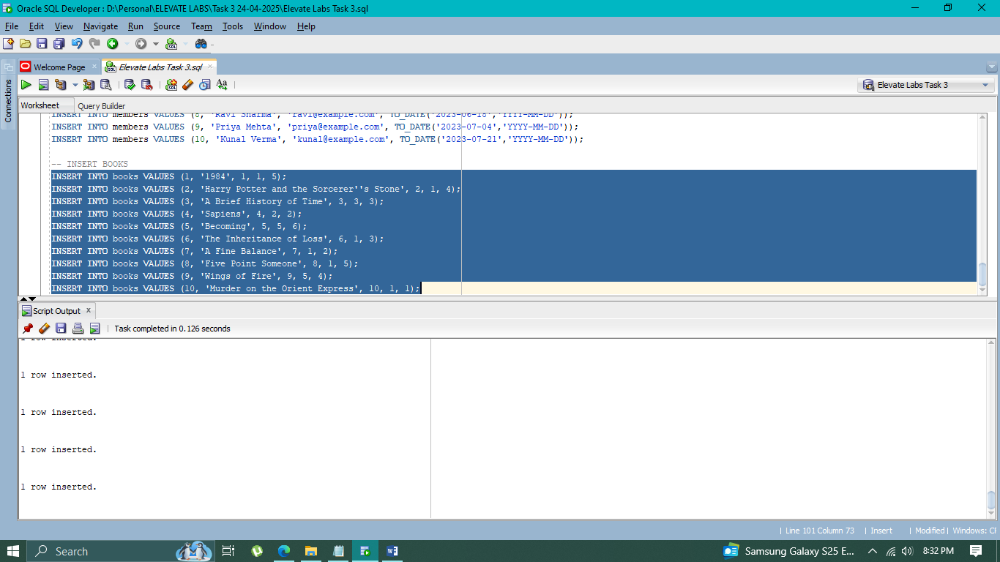 Oracle SQL Developer : D:\Personal\ELEVATE LABS\Task 3 24-04-2025\Elevate Labs Task 3.sql
File Edit View Navigate Run Source Team Tools Window Help
Welcome Page
Elevate Labs Task 3.sql
Connections
Elevate Labs Task 3
Worksheet Query Builder
INSERT INTO members VALUES (8, 'Ravi Sharma', 'ravi@example.com', TO_DATE('2023-06-18','YYYY-MM-DD'));
INSERT INTO members VALUES (9, 'Priya Mehta', 'priya@example.com', TO_DATE('2023-07-04','YYYY-MM-DD'));
INSERT INTO members VALUES (10, 'Kunal Verma', 'kunal@example.com', TO_DATE('2023-07-21','YYYY-MM-DD'));
-- INSERT BOOKS
INSERT INTO books VALUES (1, '1984', 1, 1, 5);
INSERT INTO books VALUES (2, 'Harry Potter and the Sorcerer''s Stone', 2, 1, 4);
INSERT INTO books VALUES (3, 'A Brief History of Time', 3, 3, 3);
INSERT INTO books VALUES (4, 'Sapiens', 4, 2, 2);
INSERT INTO books VALUES (5, 'Becoming', 5, 5, 6);
INSERT INTO books VALUES (6, 'The Inheritance of Loss', 6, 1, 3);
INSERT INTO books VALUES (7, 'A Fine Balance', 7, 1, 2);
INSERT INTO books VALUES (8, 'Five Point Someone', 8, 1, 5);
INSERT INTO books VALUES (9, 'Wings of Fire', 9, 5, 4);
INSERT INTO books VALUES (10, 'Murder on the Orient Express', 10, 1, 1);
Script Output
Task completed in 0.126 seconds
1 row inserted.
1 row inserted.
1 row inserted.
1 row inserted.
1 row inserted.
Line 101 Column 73 | Insert | Modified | Windows: CF
Search
Samsung Galaxy S25 E... 8:32 PM